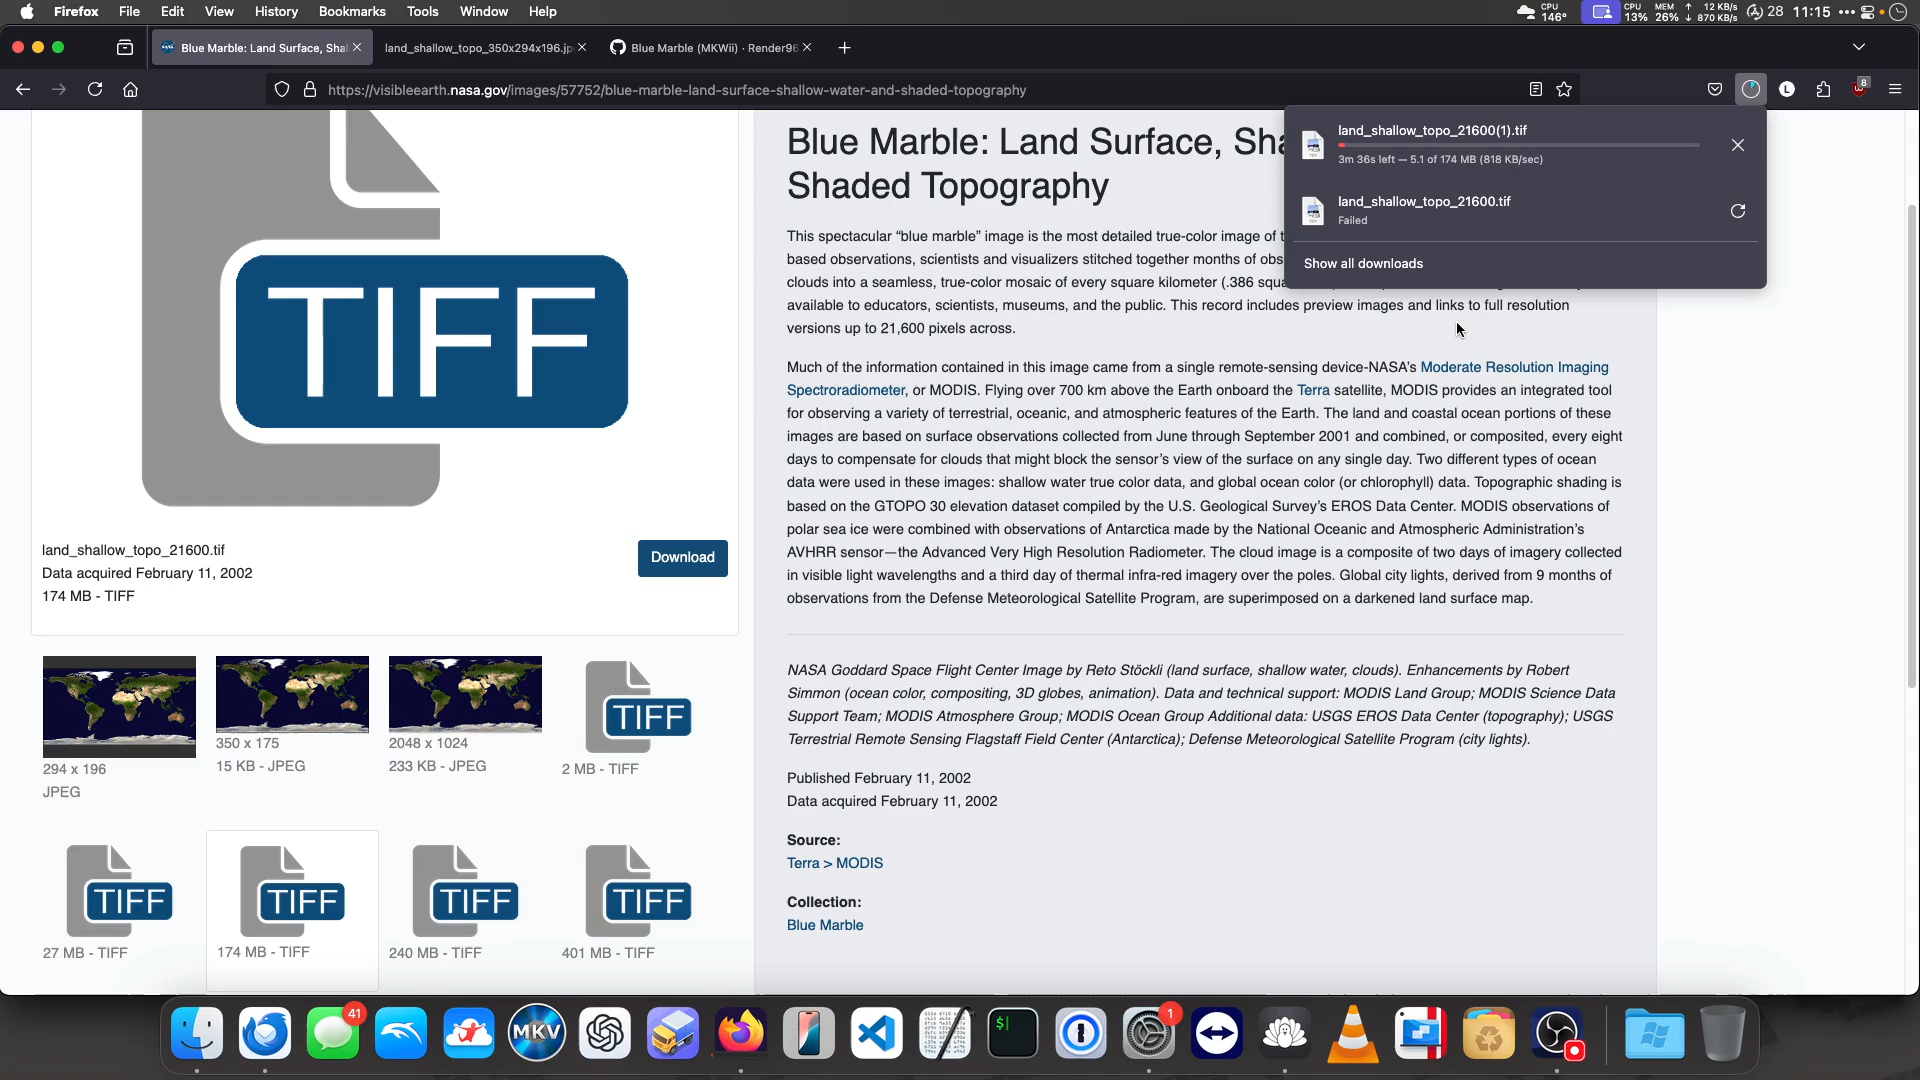 Firefox File Edit View History Bookmarks Tools Window Help
CPU 146° CPU 13% MEM 26% ↑ 12 KB/s ↓ 870 KB/s 28 11:15
Blue Marble: Land Surface, Sha
land_shallow_topo_350x294x196.jp
Blue Marble (MKWii) · Render96
https://visibleearth.nasa.gov/images/57752/blue-marble-land-surface-shallow-water-and-shaded-topography
L
8
land_shallow_topo_21600(1).tif
3m 36s left — 5.1 of 174 MB (818 KB/sec)
land_shallow_topo_21600.tif
Failed
Show all downloads
TIFF
land_shallow_topo_21600.tif
Data acquired February 11, 2002
174 MB - TIFF
Download
294 x 196
JPEG
350 x 175
15 KB - JPEG
2048 x 1024
233 KB - JPEG
TIFF
2 MB - TIFF
TIFF
27 MB - TIFF
TIFF
174 MB - TIFF
TIFF
240 MB - TIFF
TIFF
401 MB - TIFF
Blue Marble: Land Surface, Sha
Shaded Topography
This spectacular “blue marble” image is the most detailed true-color image of t
based observations, scientists and visualizers stitched together months of obs
clouds into a seamless, true-color mosaic of every square kilometer (.386 squa
available to educators, scientists, museums, and the public. This record includes preview images and links to full resolution
versions up to 21,600 pixels across.
Much of the information contained in this image came from a single remote-sensing device-NASA’s Moderate Resolution Imaging
Spectroradiometer, or MODIS. Flying over 700 km above the Earth onboard the Terra satellite, MODIS provides an integrated tool
for observing a variety of terrestrial, oceanic, and atmospheric features of the Earth. The land and coastal ocean portions of these
images are based on surface observations collected from June through September 2001 and combined, or composited, every eight
days to compensate for clouds that might block the sensor’s view of the surface on any single day. Two different types of ocean
data were used in these images: shallow water true color data, and global ocean color (or chlorophyll) data. Topographic shading is
based on the GTOPO 30 elevation dataset compiled by the U.S. Geological Survey’s EROS Data Center. MODIS observations of
polar sea ice were combined with observations of Antarctica made by the National Oceanic and Atmospheric Administration’s
AVHRR sensor—the Advanced Very High Resolution Radiometer. The cloud image is a composite of two days of imagery collected
in visible light wavelengths and a third day of thermal infra-red imagery over the poles. Global city lights, derived from 9 months of
observations from the Defense Meteorological Satellite Program, are superimposed on a darkened land surface map.
NASA Goddard Space Flight Center Image by Reto Stöckli (land surface, shallow water, clouds). Enhancements by Robert
Simmon (ocean color, compositing, 3D globes, animation). Data and technical support: MODIS Land Group; MODIS Science Data
Support Team; MODIS Atmosphere Group; MODIS Ocean Group Additional data: USGS EROS Data Center (topography); USGS
Terrestrial Remote Sensing Flagstaff Field Center (Antarctica); Defense Meteorological Satellite Program (city lights).
Published February 11, 2002
Data acquired February 11, 2002
Source:
Terra > MODIS
Collection:
Blue Marble
41
MKV
$
1